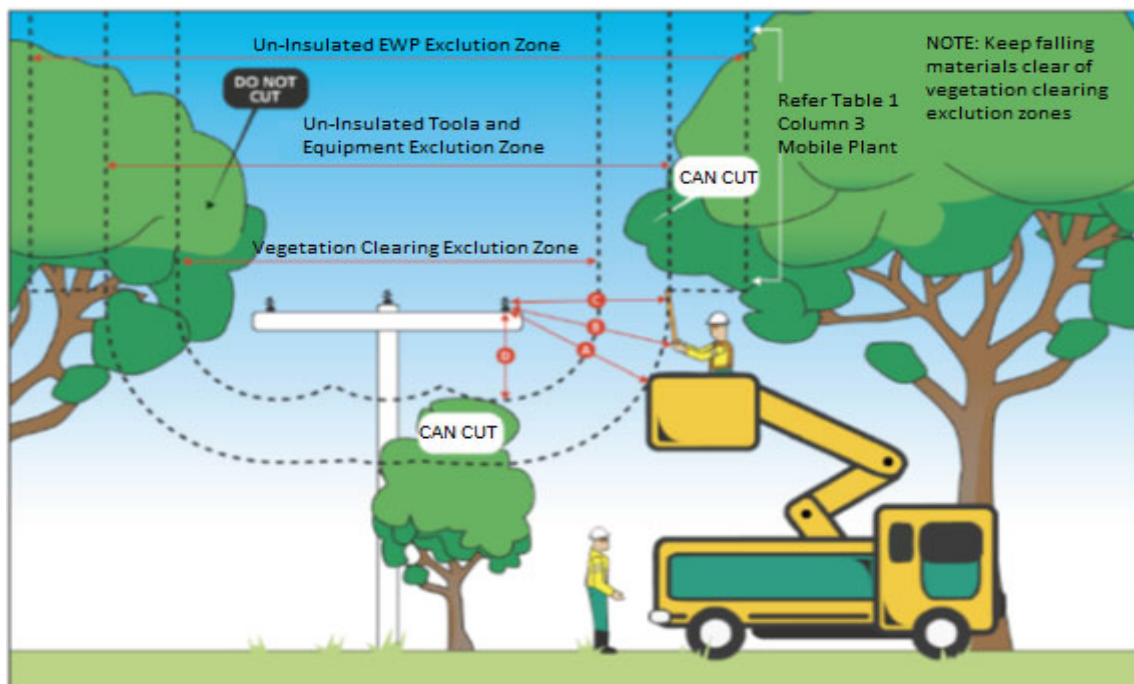 Un-Insulated EWP Exclution Zone
DO NOT
CUT
Un-Insulated Toola and
Equipment Exclution Zone
NOTE: Keep falling
materials clear of
vegetation clearing
exclution zones
Refer Table 1
Column 3
Mobile Plant
CAN CUT
Vegetation Clearing Exclution Zone
C
B
A
D
CAN CUT